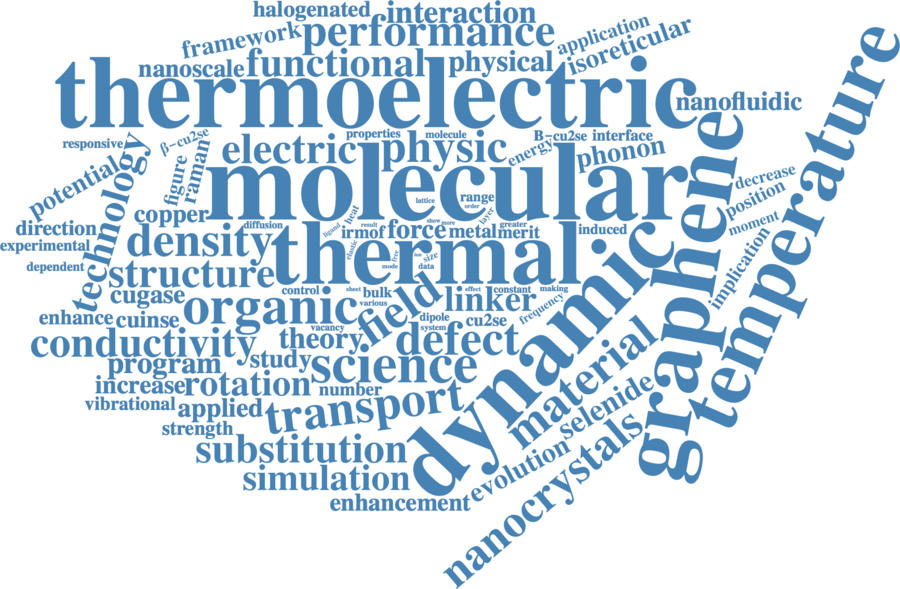 halogenated
interaction
framework
performance
application
isoreticular
nanoscale
functional
physical
thermoelectric
nanofluidic
temperature
responsive
β-cu2se
properties
molecule
B-cu2se
interface
electric
physic
energy
phonon
technology
figure
raman
potential
molecular
graphene
lattice
range
order
decrease
position
copper
direction
diffusion
ligand
heat
result
show
more
layer
greater
irmof
force
metal
merit
induced
moment
experimental
density
thermal
elastic
free
size
mode
data
dependent
structure
dynamic
implication
control
sheet
bulk
various
effect
constant
making
cugase
organic
field
linker
frequency
enhance
cuinse
vacancy
dipole
system
cu2se
conductivity
theory
defect
material
program
study
science
increase
rotation
number
selenide
vibrational
applied
transport
strength
substitution
simulation
evolution
enhancement
nanocrystals